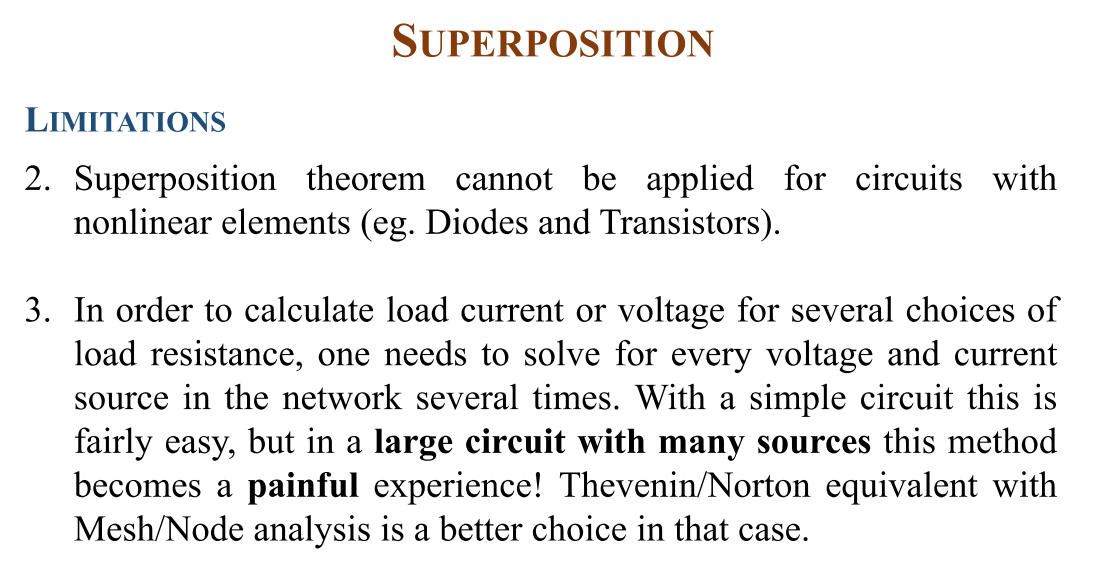 SUPERPOSITION
LIMITATIONS
2. Superposition theorem cannot be applied for circuits with
nonlinear elements (eg. Diodes and Transistors).
3. In order to calculate load current or voltage for several choices of
load resistance, one needs to solve for every voltage and current
source in the network several times. With a simple circuit this is
fairly easy, but in a large circuit with many sources this method
becomes a painful experience! Thevenin/Norton equivalent with
Mesh/Node analysis is a better choice in that case.